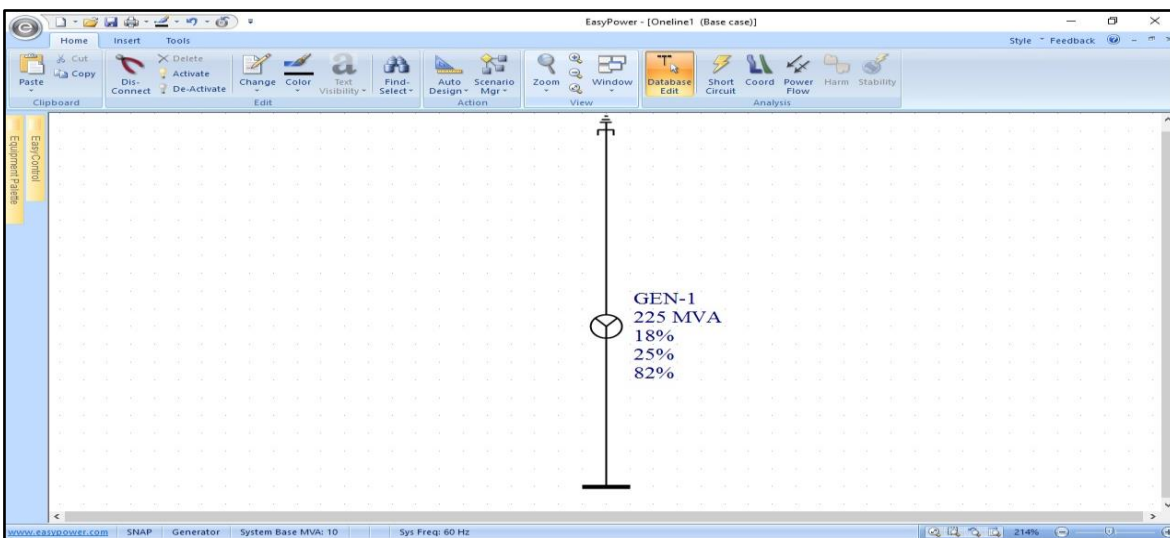 EasyPower - [Oneline1 (Base case)]
Home Insert Tools Style Feedback
Paste
Cut
Copy
Clipboard
Dis-Connect
Delete
Activate
De-Activate
Change
Color
Text Visibility
Edit
Find-Select
Auto Design
Scenario Mgr
Action
Zoom
Window
View
Database Edit
Short Circuit
Coord
Power Flow
Harm
Stability
Analysis
Equipment Palette
EasyControl
GEN-1
225 MVA
18%
25%
82%
www.easypower.com SNAP Generator System Base MVA: 10 Sys Freq: 60 Hz 214%